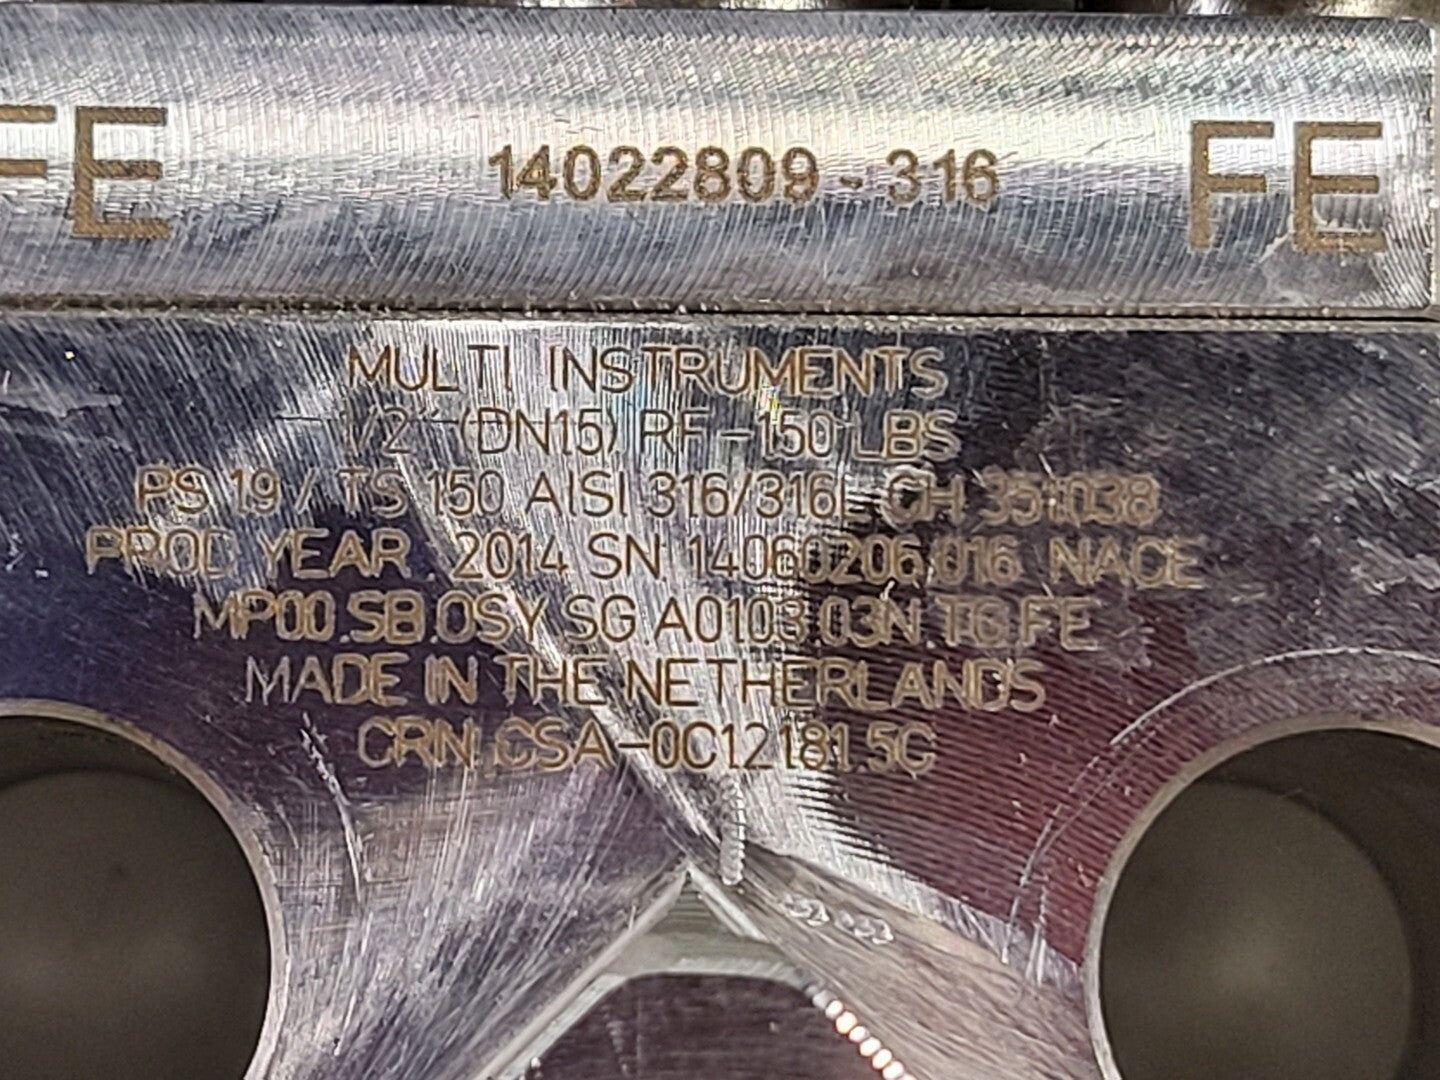 FE 14022809-316 FE
MULTI INSTRUMENTS
1/2" (DN15) RF-150 LBS
PS 19 / TS 150 AISI 316/316L CH 351038
PROD YEAR 2014 SN 14060206.016 NACE
MP00.SB.OSY.SG.A0103.03N.TG.FE
MADE IN THE NETHERLANDS
CRN CSA-0C12181.5C